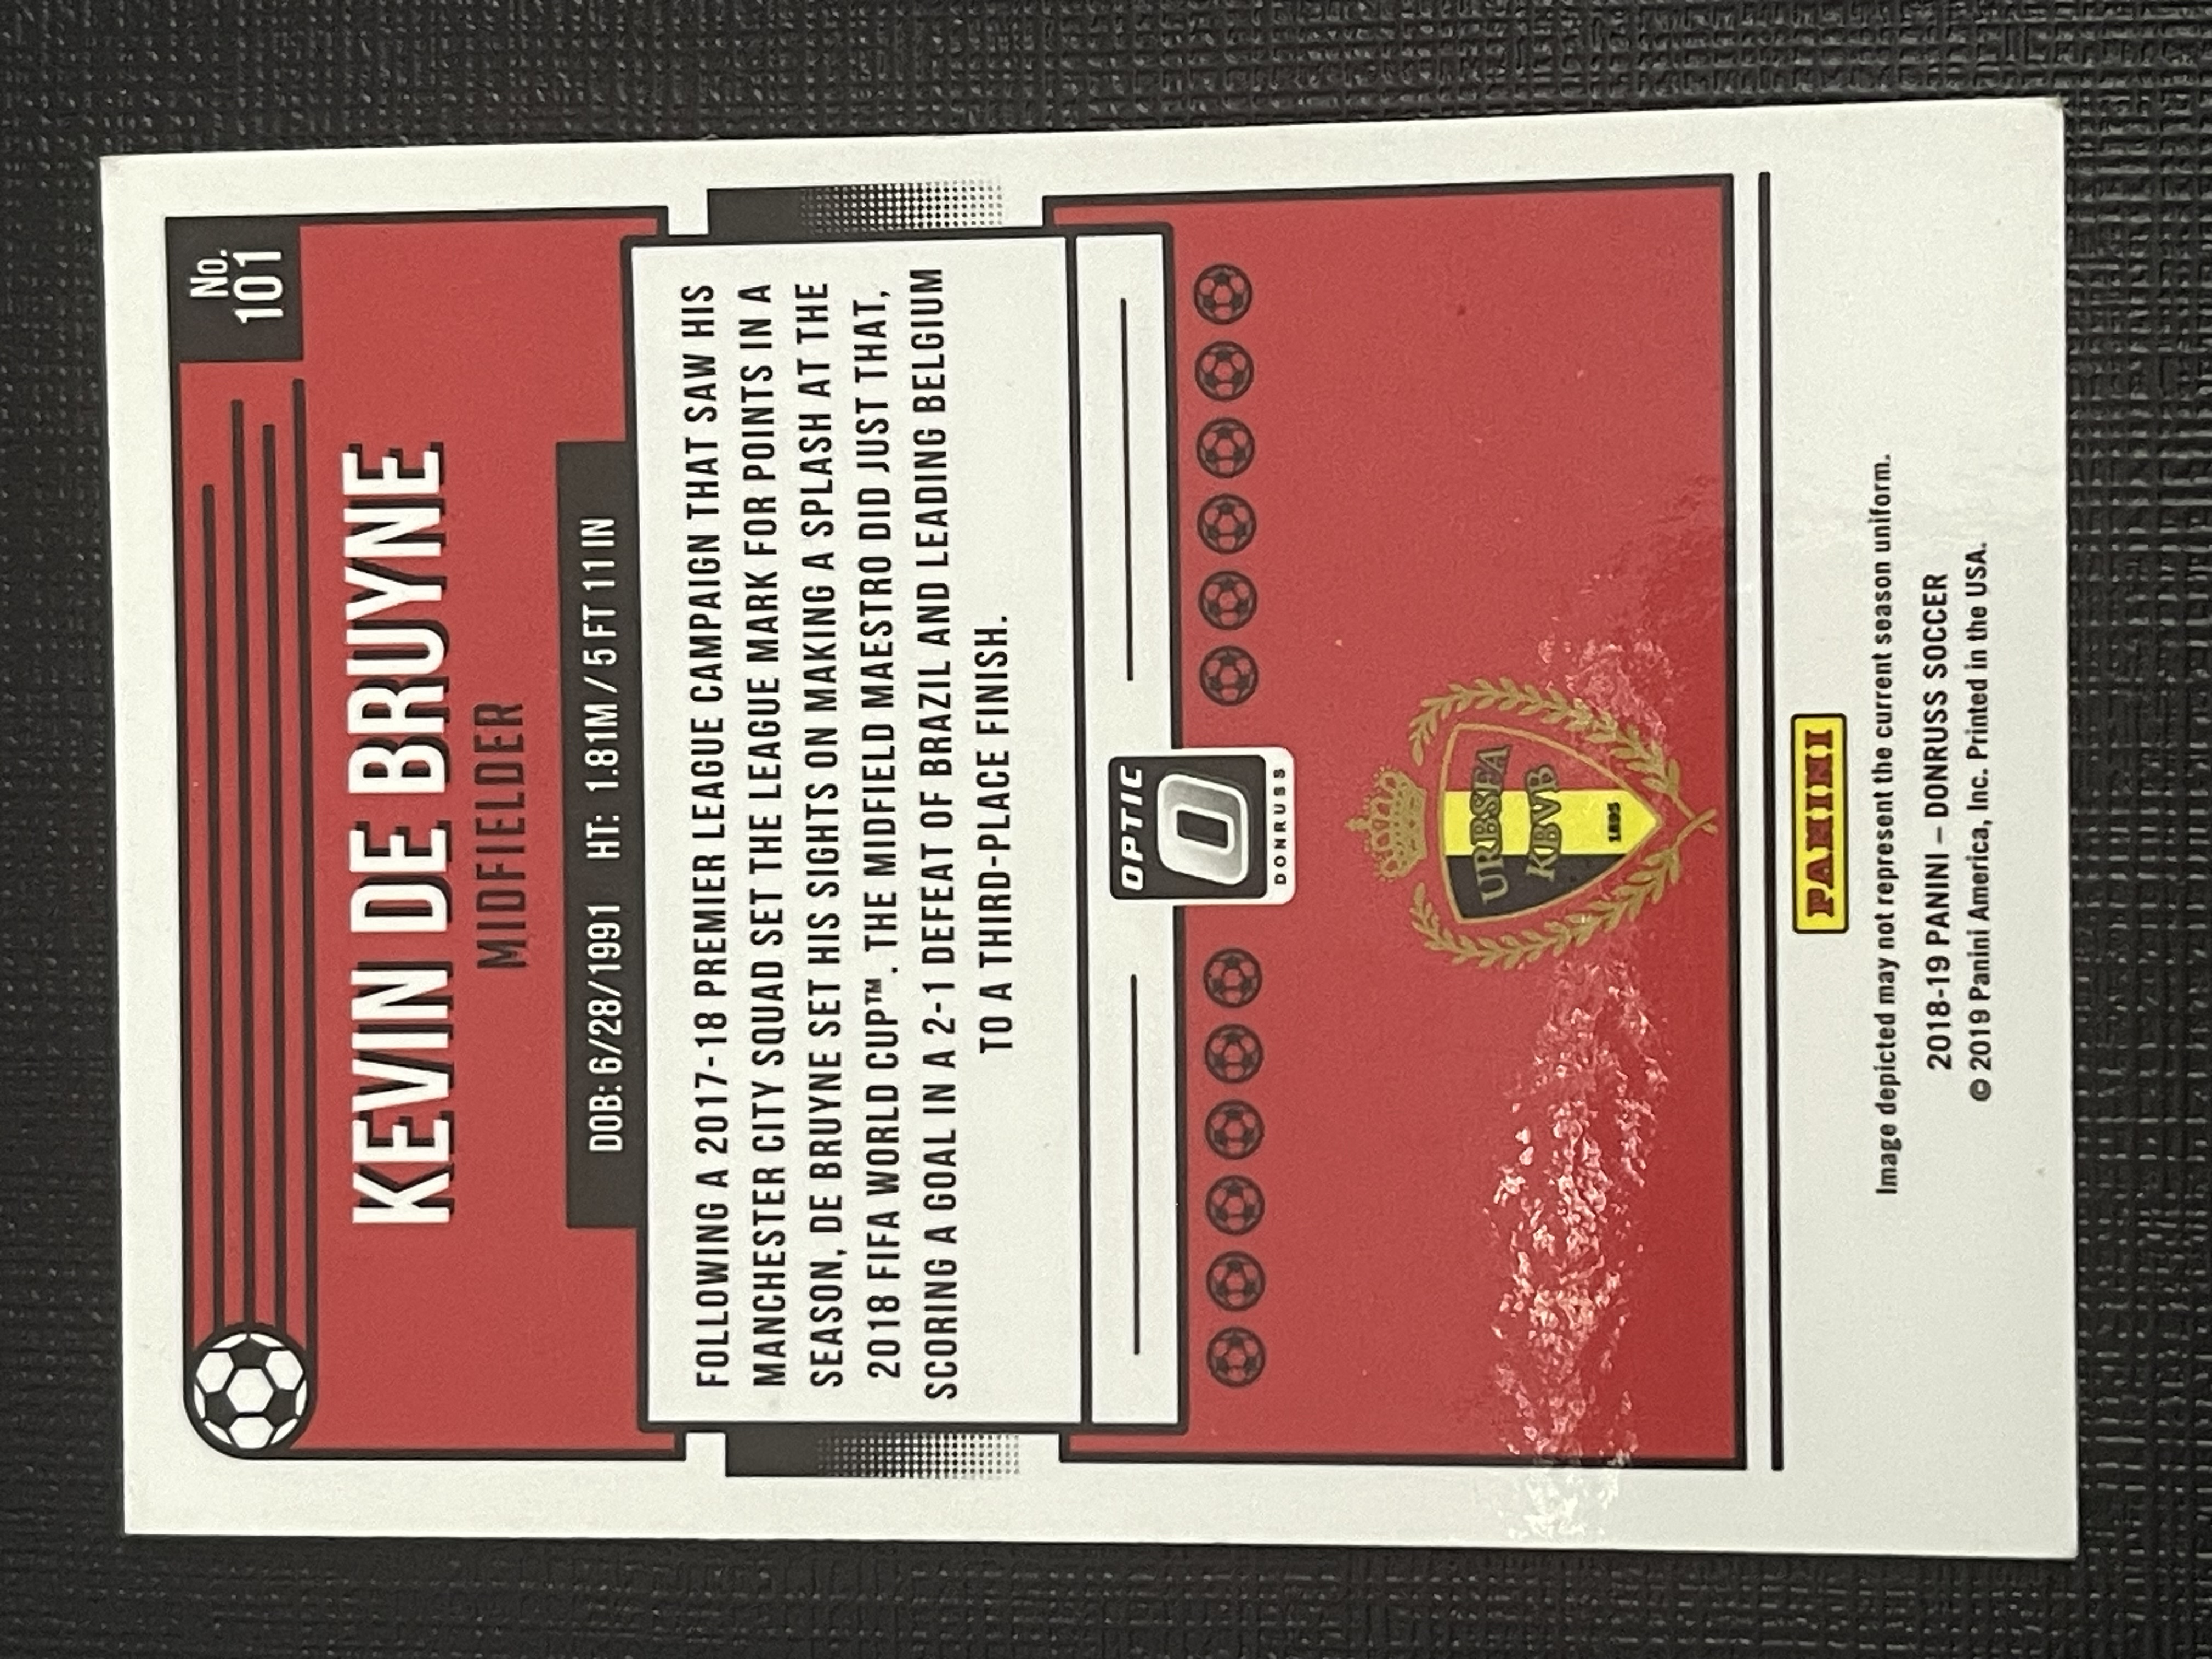 No.
101
KEVIN DE BRUYNE
MIDFIELDER
DOB: 6/28/1991 HT: 1.81M / 5 FT 11 IN
FOLLOWING A 2017-18 PREMIER LEAGUE CAMPAIGN THAT SAW HIS
MANCHESTER CITY SQUAD SET THE LEAGUE MARK FOR POINTS IN A
SEASON, DE BRUYNE SET HIS SIGHTS ON MAKING A SPLASH AT THE
2018 FIFA WORLD CUP™. THE MIDFIELD MAESTRO DID JUST THAT,
SCORING A GOAL IN A 2-1 DEFEAT OF BRAZIL AND LEADING BELGIUM
TO A THIRD-PLACE FINISH.
OPTIC
O
DONRUSS
URBSFA
KBVB
1895
PANINI
Image depicted may not represent the current season uniform.
2018-19 PANINI – DONRUSS SOCCER
© 2019 Panini America, Inc. Printed in the USA.